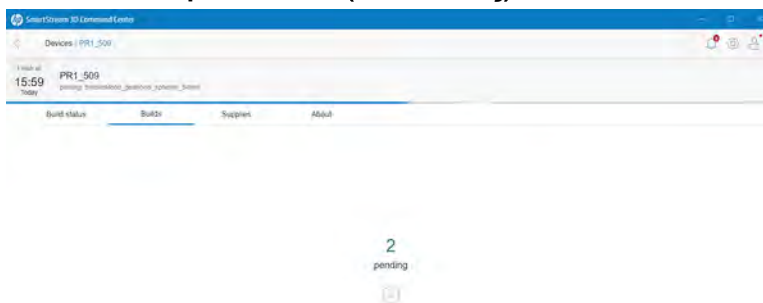 SmartStream 3D Command Center
Devices | PR1_509
15:59
Today
PR1_509
Build status
Builds
Supplies
About
2
pending